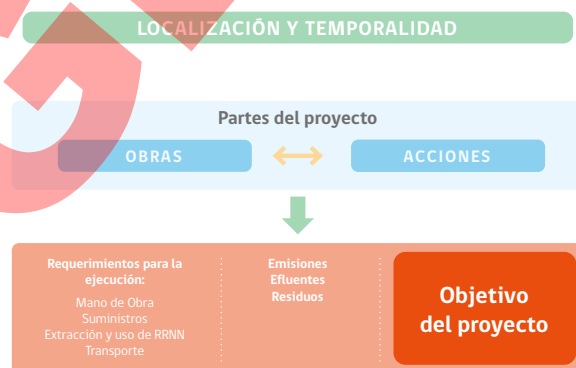 LOCALIZACIÓN Y TEMPORALIDAD
Partes del proyecto
OBRAS
ACCIONES
Requerimientos para la
ejecución:
Mano de Obra
Suministros
Extracción y uso de RRNN
Transporte
Emisiones
Efluentes
Residuos
Objetivo
del proyecto